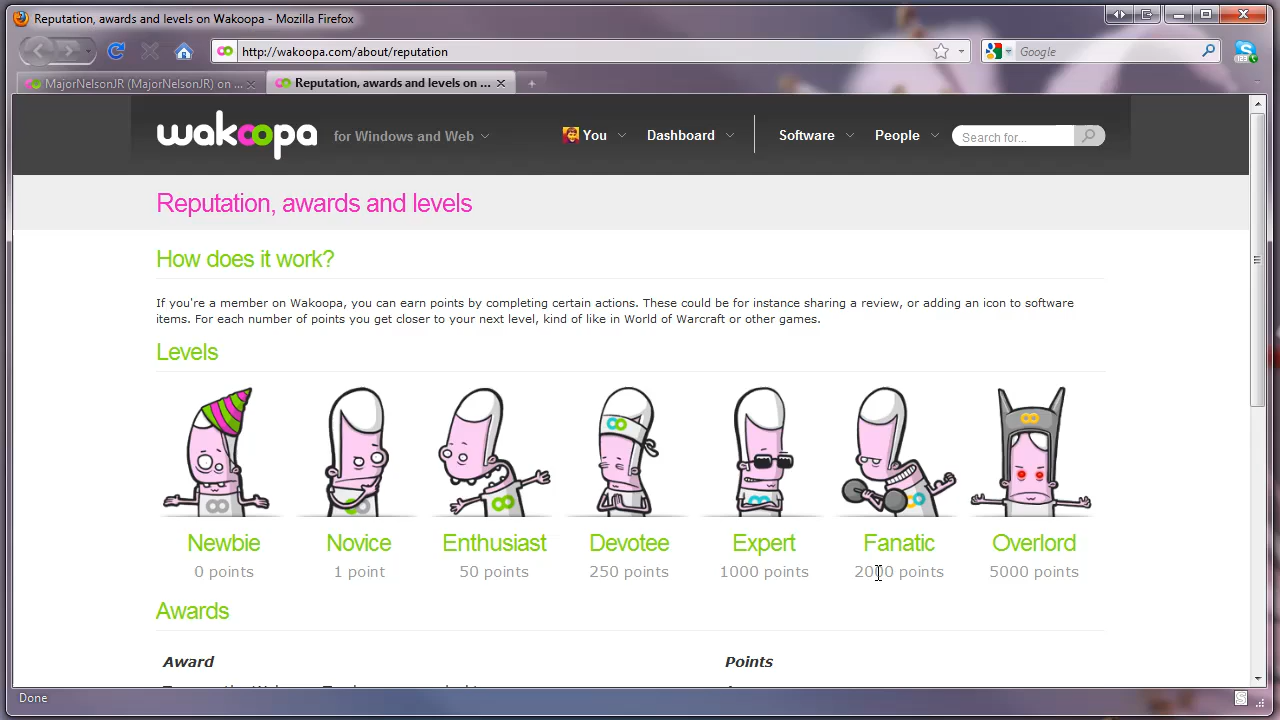 Reputation, awards and levels on Wakoopa - Mozilla Firefox
http://wakoopa.com/about/reputation
Google
MajorNelsonJR (MajorNelsonJR) on ...
Reputation, awards and levels on ...
wakoopa for Windows and Web
You
Dashboard
Software
People
Search for...
Reputation, awards and levels
How does it work?
If you're a member on Wakoopa, you can earn points by completing certain actions. These could be for instance sharing a review, or adding an icon to software
items. For each number of points you get closer to your next level, kind of like in World of Warcraft or other games.
Levels
Newbie Novice Enthusiast Devotee Expert Fanatic Overlord
0 points 1 point 50 points 250 points 1000 points 2000 points 5000 points
Awards
Award Points
Done